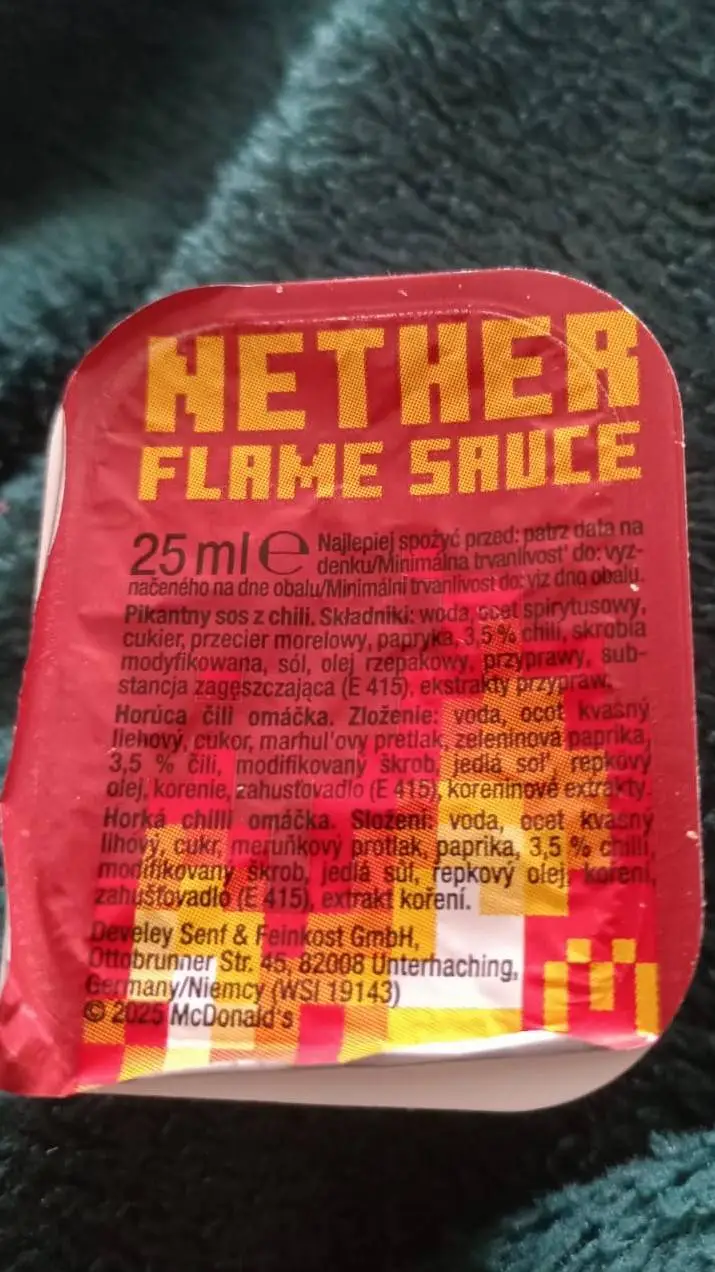 NETHER
FLAME SAUCE
25 ml e Najlepiej spożyć przed: patrz data na
denku/Minimálna trvanlivosť do: vyz-
načeného na dne obalu/Minimální trvanlivost do: viz dno obalu.
Pikantny sos z chili. Składniki: woda, ocet spirytusowy,
cukier, przecier morelowy, papryka, 3,5 % chili, skrobia
modyfikowana, sól, olej rzepakowy, przyprawy, sub-
stancja zagęszczająca (E 415), ekstrakty przypraw.
Horúca čili omáčka. Zloženie: voda, ocot kvasný
liehový, cukor, marhuľový pretlak, zeleninová paprika,
3,5 % čili, modifikovaný škrob, jedlá soľ, repkový
olej, korenie, zahusťovadlo (E 415), koreninové extrakty.
Horká chilli omáčka. Složení: voda, ocet kvasný
lihový, cukr, meruňkový protlak, paprika, 3,5 % chilli,
modifikovaný škrob, jedlá sůl, řepkový olej, koření,
zahušťovadlo (E 415), extrakt koření.
Develey Senf & Feinkost GmbH,
Ottobrunner Str. 45, 82008 Unterhaching,
Germany/Niemcy (WSI 19143)
© 2025 McDonald's